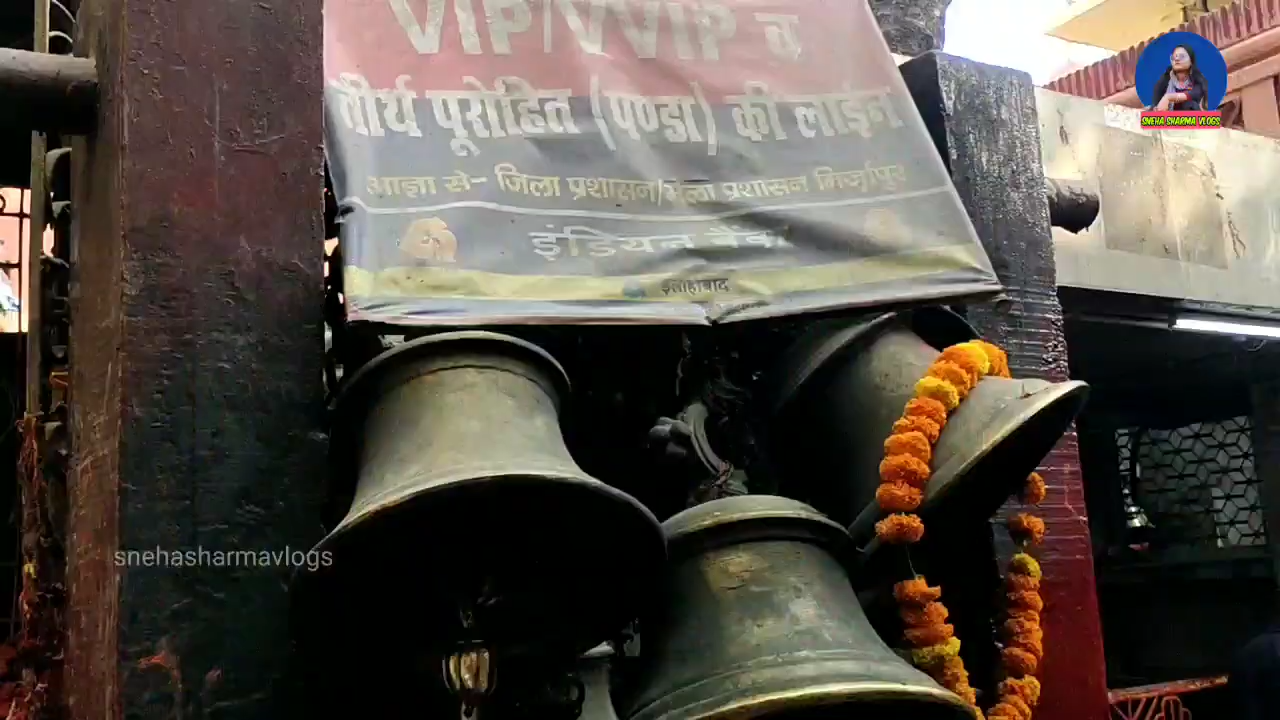 VIP/VVIP व
तीर्थ पूरोहित (पण्डा) की लाईन
आज्ञा से- जिला प्रशासन/मेला प्रशासन मिर्जापुर
इंडियन बैंक
इलाहाबाद
SNEHA SHARMA VLOGS
snehasharmavlogs